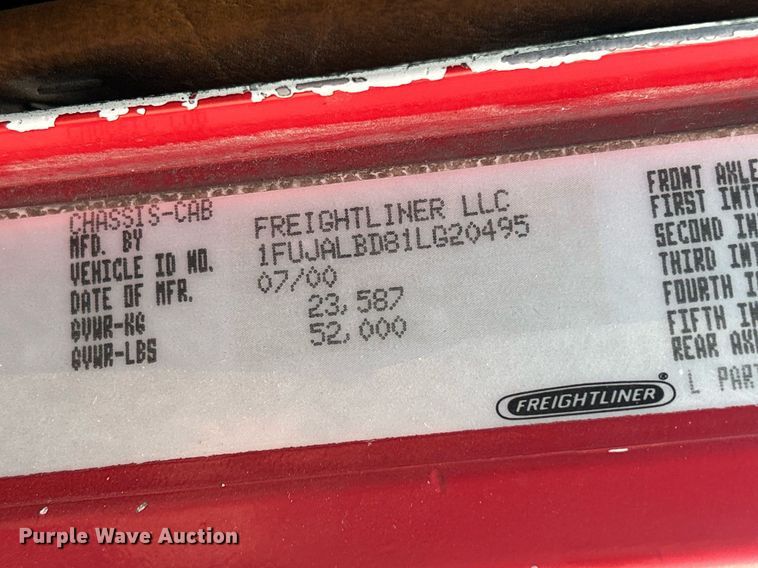 CHASSIS-CAB
MFD. BY FREIGHTLINER LLC
VEHICLE ID NO. 1FUJALBD81LG20495
DATE OF MFR. 07/00
GVWR-KG 23,587
GVWR-LBS 52,000
FRONT AXLE
FIRST INTE
SECOND IN
THIRD INT
FOURTH I
FIFTH IN
REAR AX
L PART
FREIGHTLINER®
Purple Wave Auction